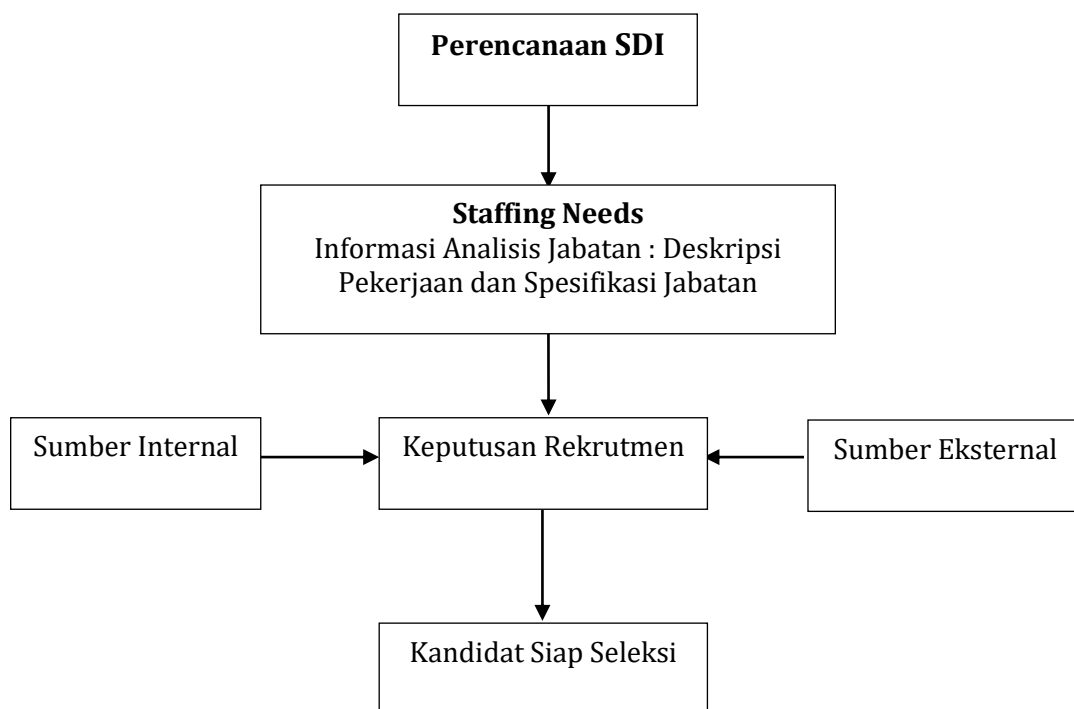 Perencanaan SDI
Staffing Needs
Informasi Analisis Jabatan : Deskripsi
Pekerjaan dan Spesifikasi Jabatan
Sumber Internal
Keputusan Rekrutmen
Sumber Eksternal
Kandidat Siap Seleksi